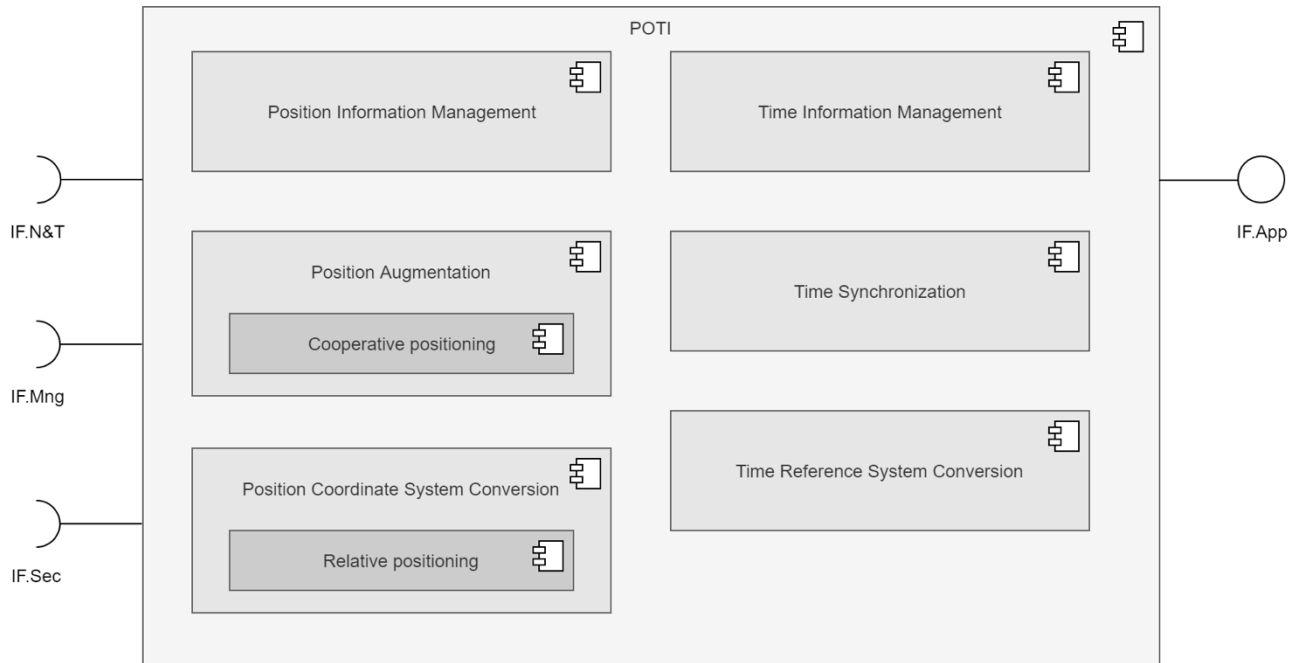 POTI
Position Information Management
Time Information Management
IF.N&T
IF.App
Position Augmentation
Time Synchronization
Cooperative positioning
IF.Mng
Position Coordinate System Conversion
Time Reference System Conversion
Relative positioning
IF.Sec